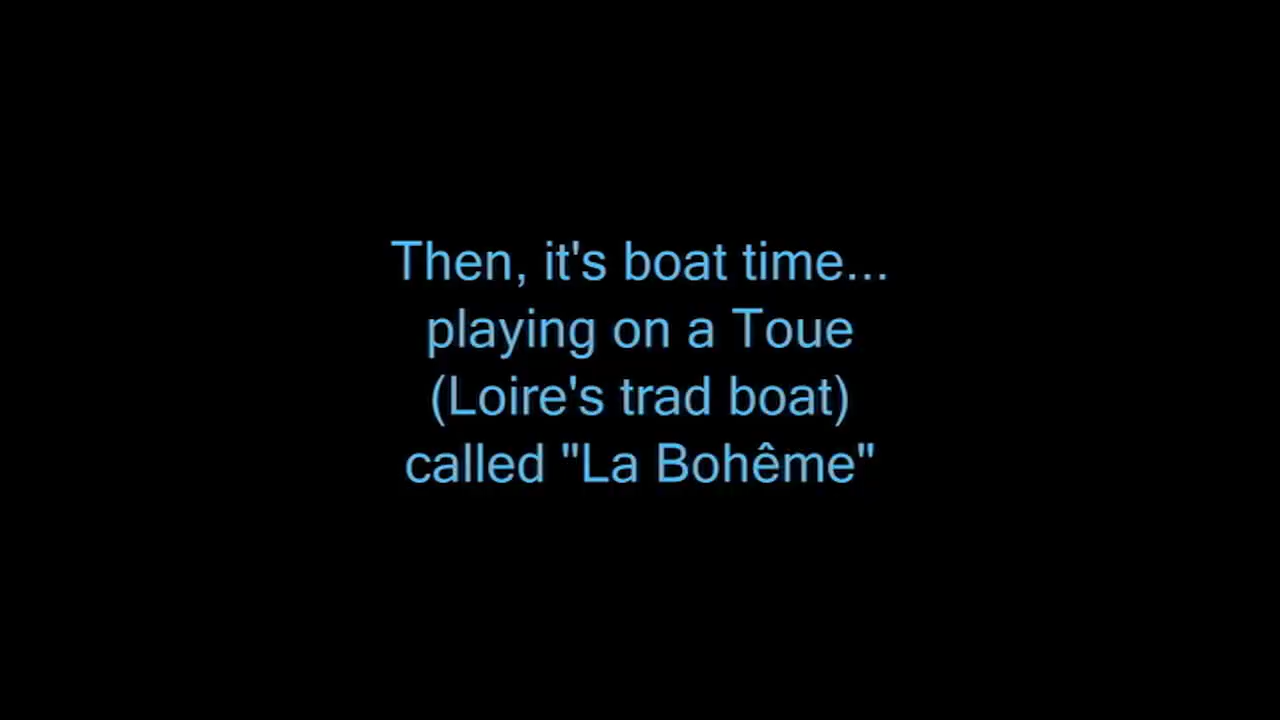 Then, it's boat time...
playing on a Toue
(Loire's trad boat)
called "La Bohême"